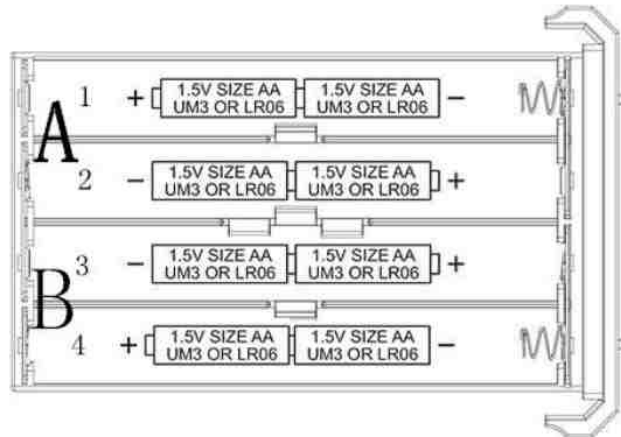 A
1 + 1.5V SIZE AA 1.5V SIZE AA -
UM3 OR LR06 UM3 OR LR06
2 - 1.5V SIZE AA 1.5V SIZE AA +
UM3 OR LR06 UM3 OR LR06
B
3 - 1.5V SIZE AA 1.5V SIZE AA +
UM3 OR LR06 UM3 OR LR06
4 + 1.5V SIZE AA 1.5V SIZE AA -
UM3 OR LR06 UM3 OR LR06